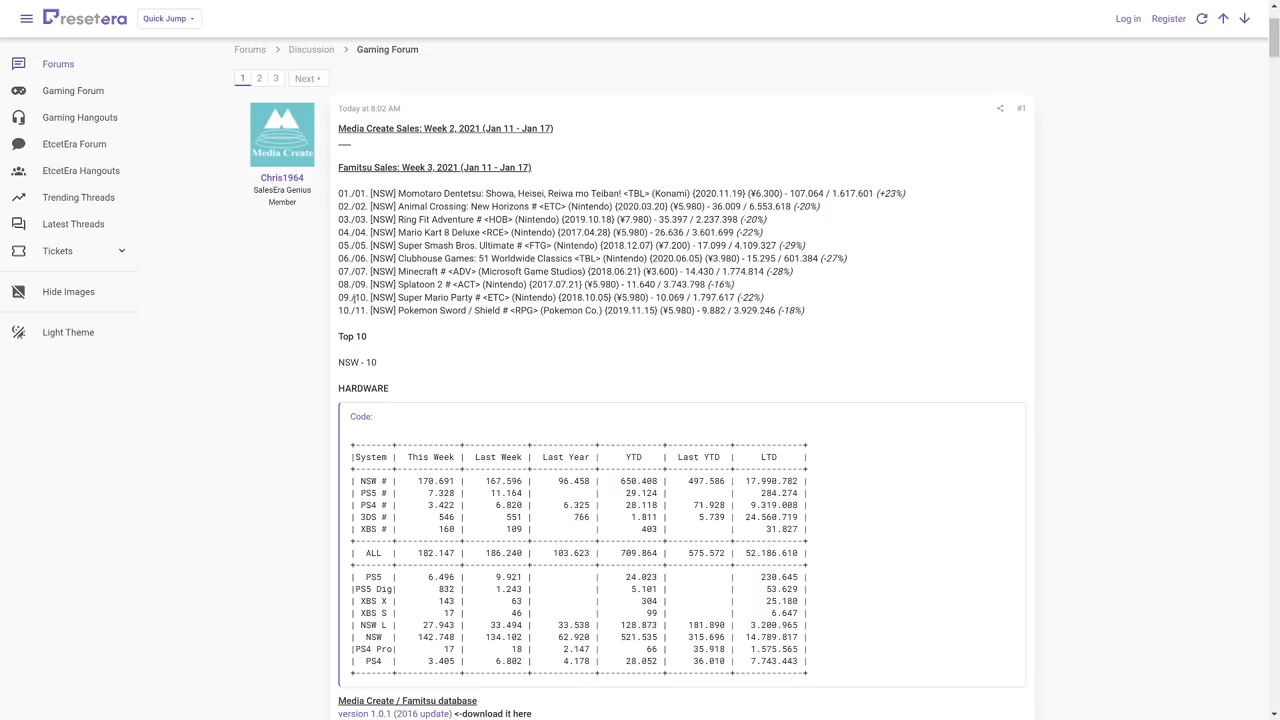 resetera
Quick Jump
Log in
Register
Forums
Gaming Forum
Gaming Hangouts
EtcetEra Forum
EtcetEra Hangouts
Trending Threads
Latest Threads
Tickets
Hide Images
Light Theme
Forums > Discussion > Gaming Forum
1 2 3 Next
Media Create
Chris1964
SalesEra Genius
Member
Today at 8:02 AM
#1
Media Create Sales: Week 2, 2021 (Jan 11 - Jan 17)
Famitsu Sales: Week 3, 2021 (Jan 11 - Jan 17)
01./01. [NSW] Momotaro Dentetsu: Showa, Heisei, Reiwa mo Teiban! <TBL> (Konami) {2020.11.19} (¥6.300) - 107.064 / 1.617.601 (+23%)
02./02. [NSW] Animal Crossing: New Horizons # <ETC> (Nintendo) {2020.03.20} (¥5.980) - 36.009 / 6.553.618 (-20%)
03./03. [NSW] Ring Fit Adventure # <HOB> (Nintendo) {2019.10.18} (¥7.980) - 35.397 / 2.237.398 (-20%)
04./04. [NSW] Mario Kart 8 Deluxe <RCE> (Nintendo) {2017.04.28} (¥5.980) - 26.636 / 3.601.699 (-22%)
05./05. [NSW] Super Smash Bros. Ultimate # <FTG> (Nintendo) {2018.12.07} (¥7.200) - 17.099 / 4.109.327 (-29%)
06./06. [NSW] Clubhouse Games: 51 Worldwide Classics <TBL> (Nintendo) {2020.06.05} (¥3.980) - 15.295 / 601.384 (-27%)
07./07. [NSW] Minecraft # <ADV> (Microsoft Game Studios) {2018.06.21} (¥3.600) - 14.430 / 1.774.814 (-28%)
08./09. [NSW] Splatoon 2 # <ACT> (Nintendo) {2017.07.21} (¥5.980) - 11.640 / 3.743.798 (-16%)
09./10. [NSW] Super Mario Party # <ETC> (Nintendo) {2018.10.05} (¥5.980) - 10.069 / 1.797.617 (-22%)
10./11. [NSW] Pokemon Sword / Shield # <RPG> (Pokemon Co.) {2019.11.15} (¥5.980) - 9.882 / 3.929.246 (-18%)
Top 10
NSW - 10
HARDWARE
Code:
|System | This Week | Last Week | Last Year | YTD | Last YTD | LTD |
| NSW # | 170.691 | 167.596 | 96.458 | 650.408 | 497.586 | 17.990.782 |
| PS5 # | 7.328 | 11.164 | | 29.124 | | 284.274 |
| PS4 # | 3.422 | 6.820 | 6.325 | 28.118 | 71.928 | 9.319.008 |
| 3DS # | 546 | 551 | 766 | 1.811 | 5.739 | 24.560.719 |
| XBS # | 160 | 109 | | 403 | | 31.827 |
| ALL | 182.147 | 186.240 | 103.623 | 709.864 | 575.572 | 52.186.610 |
| PS5 | 6.496 | 9.921 | | 24.023 | | 230.645 |
|PS5 Dig| 832 | 1.243 | | 5.101 | | 53.629 |
| XBS X | 143 | 63 | | 304 | | 25.180 |
| XBS S | 17 | 46 | | 99 | | 6.647 |
| NSW L | 27.943 | 33.494 | 33.538 | 128.873 | 181.890 | 3.200.965 |
| NSW | 142.748 | 134.102 | 62.920 | 521.535 | 315.696 | 14.789.817 |
|PS4 Pro| 17 | 18 | 2.147 | 66 | 35.918 | 1.575.565 |
| PS4 | 3.405 | 6.802 | 4.178 | 28.052 | 36.010 | 7.743.443 |
Media Create / Famitsu database
version 1.0.1 (2016 update) <-download it here